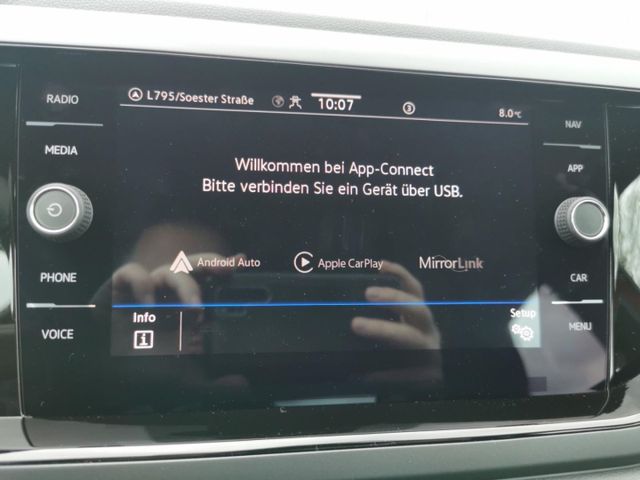 RADIO
MEDIA
PHONE
VOICE
L795/Soester Straße
10:07
3
8.0°C
Willkommen bei App-Connect
Bitte verbinden Sie ein Gerät über USB.
Android Auto
Apple CarPlay
MirrorLink
Info
i
Setup
NAV
APP
CAR
MENU